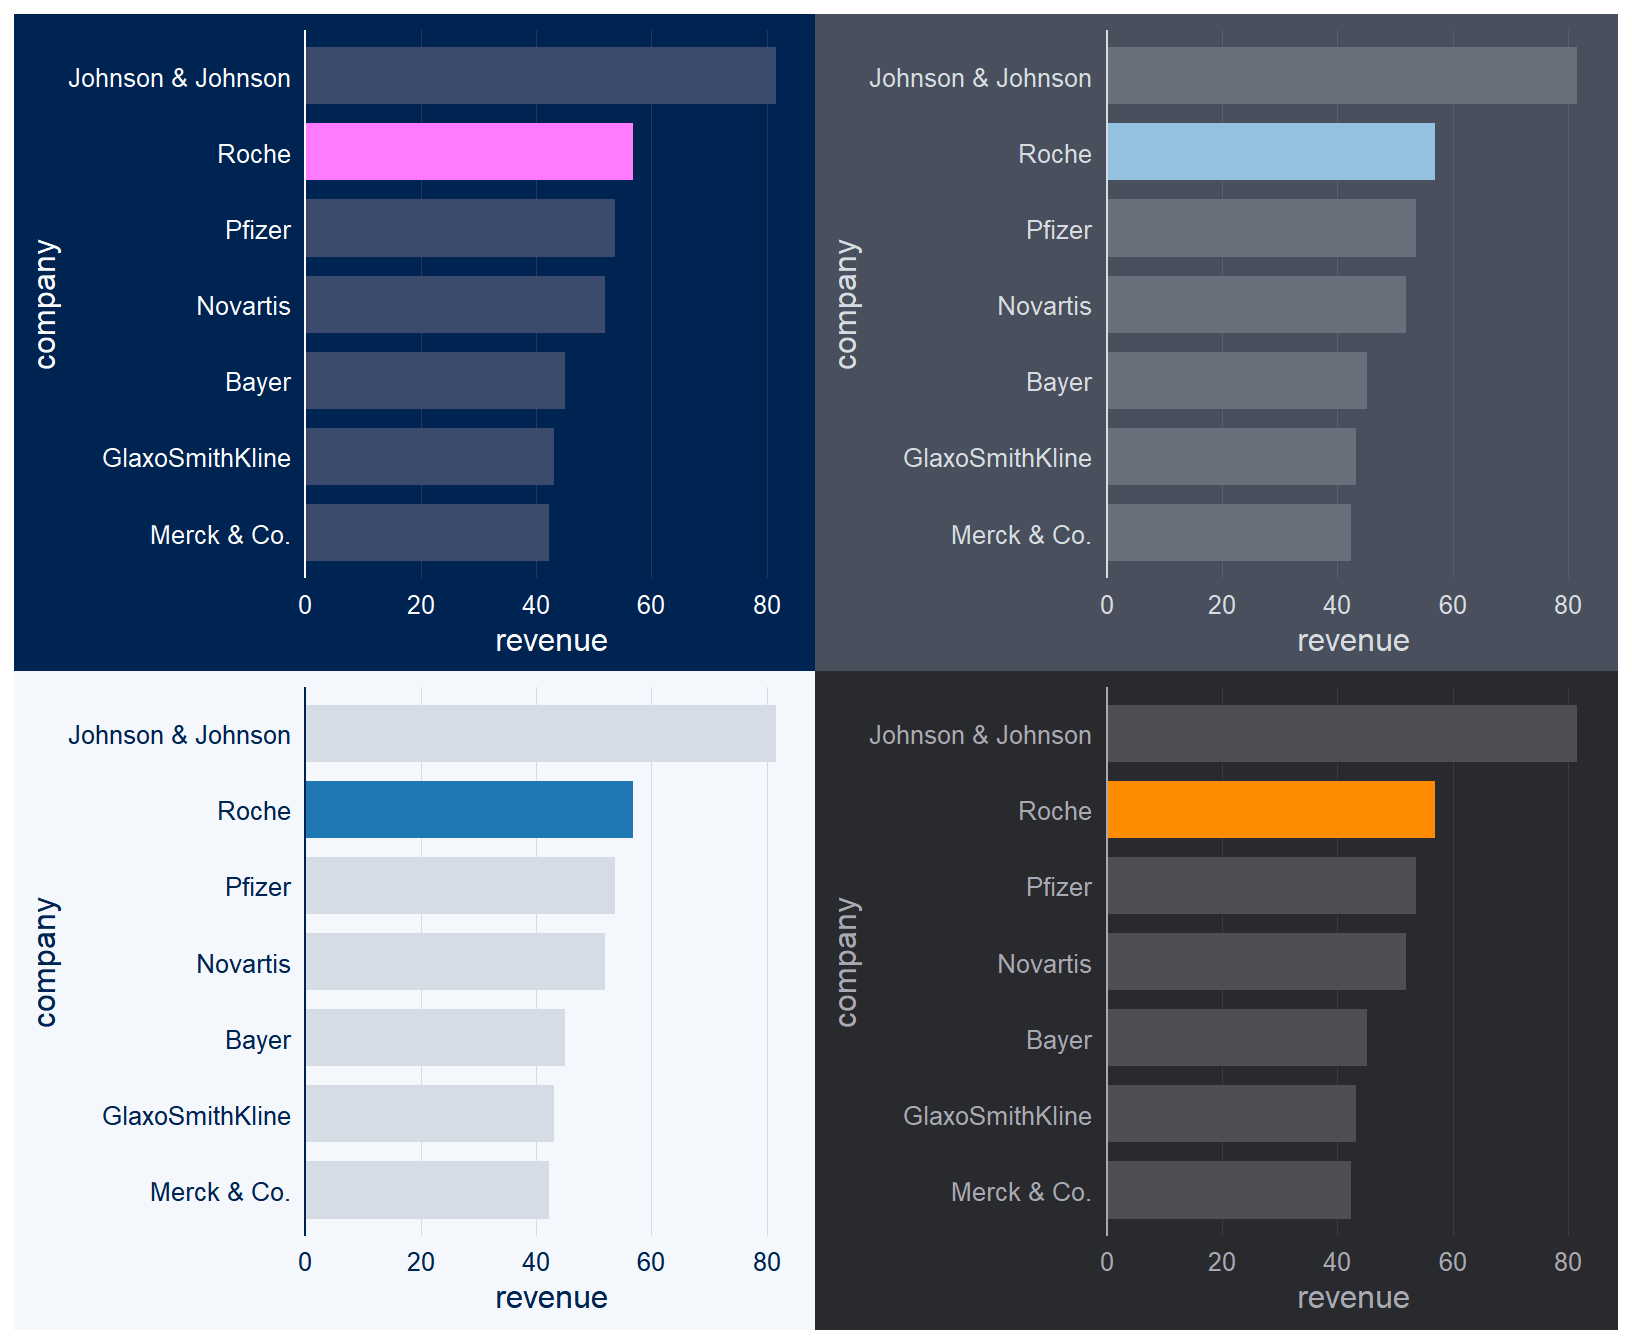 Johnson & Johnson
Roche
Pfizer
Novartis
Bayer
GlaxoSmithKline
Merck & Co.
company
0 20 40 60 80
revenue
Johnson & Johnson
Roche
Pfizer
Novartis
Bayer
GlaxoSmithKline
Merck & Co.
company
0 20 40 60 80
revenue
Johnson & Johnson
Roche
Pfizer
Novartis
Bayer
GlaxoSmithKline
Merck & Co.
company
0 20 40 60 80
revenue
Johnson & Johnson
Roche
Pfizer
Novartis
Bayer
GlaxoSmithKline
Merck & Co.
company
0 20 40 60 80
revenue